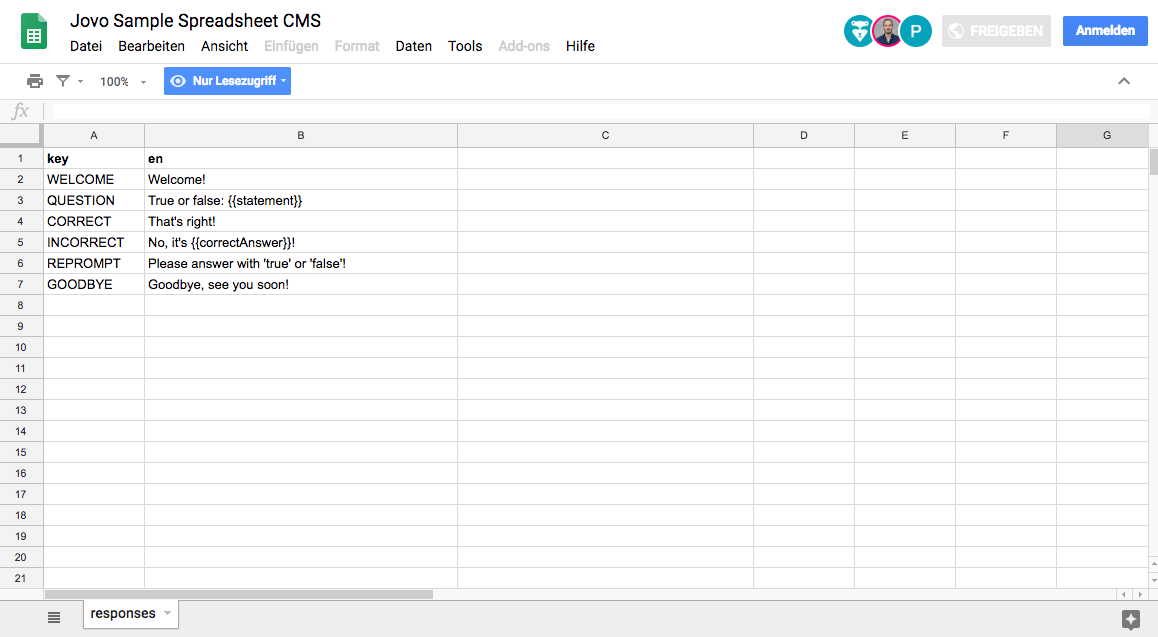 Jovo Sample Spreadsheet CMS
Datei Bearbeiten Ansicht Einfügen Format Daten Tools Add-ons Hilfe
P
FREIGEBEN
Anmelden
100%
Nur Lesezugriff
fx
A B C D E F G
1 key en
2 WELCOME Welcome!
3 QUESTION True or false: {{statement}}
4 CORRECT That's right!
5 INCORRECT No, it's {{correctAnswer}}!
6 REPROMPT Please answer with 'true' or 'false'!
7 GOODBYE Goodbye, see you soon!
8
9
10
11
12
13
14
15
16
17
18
19
20
21
responses